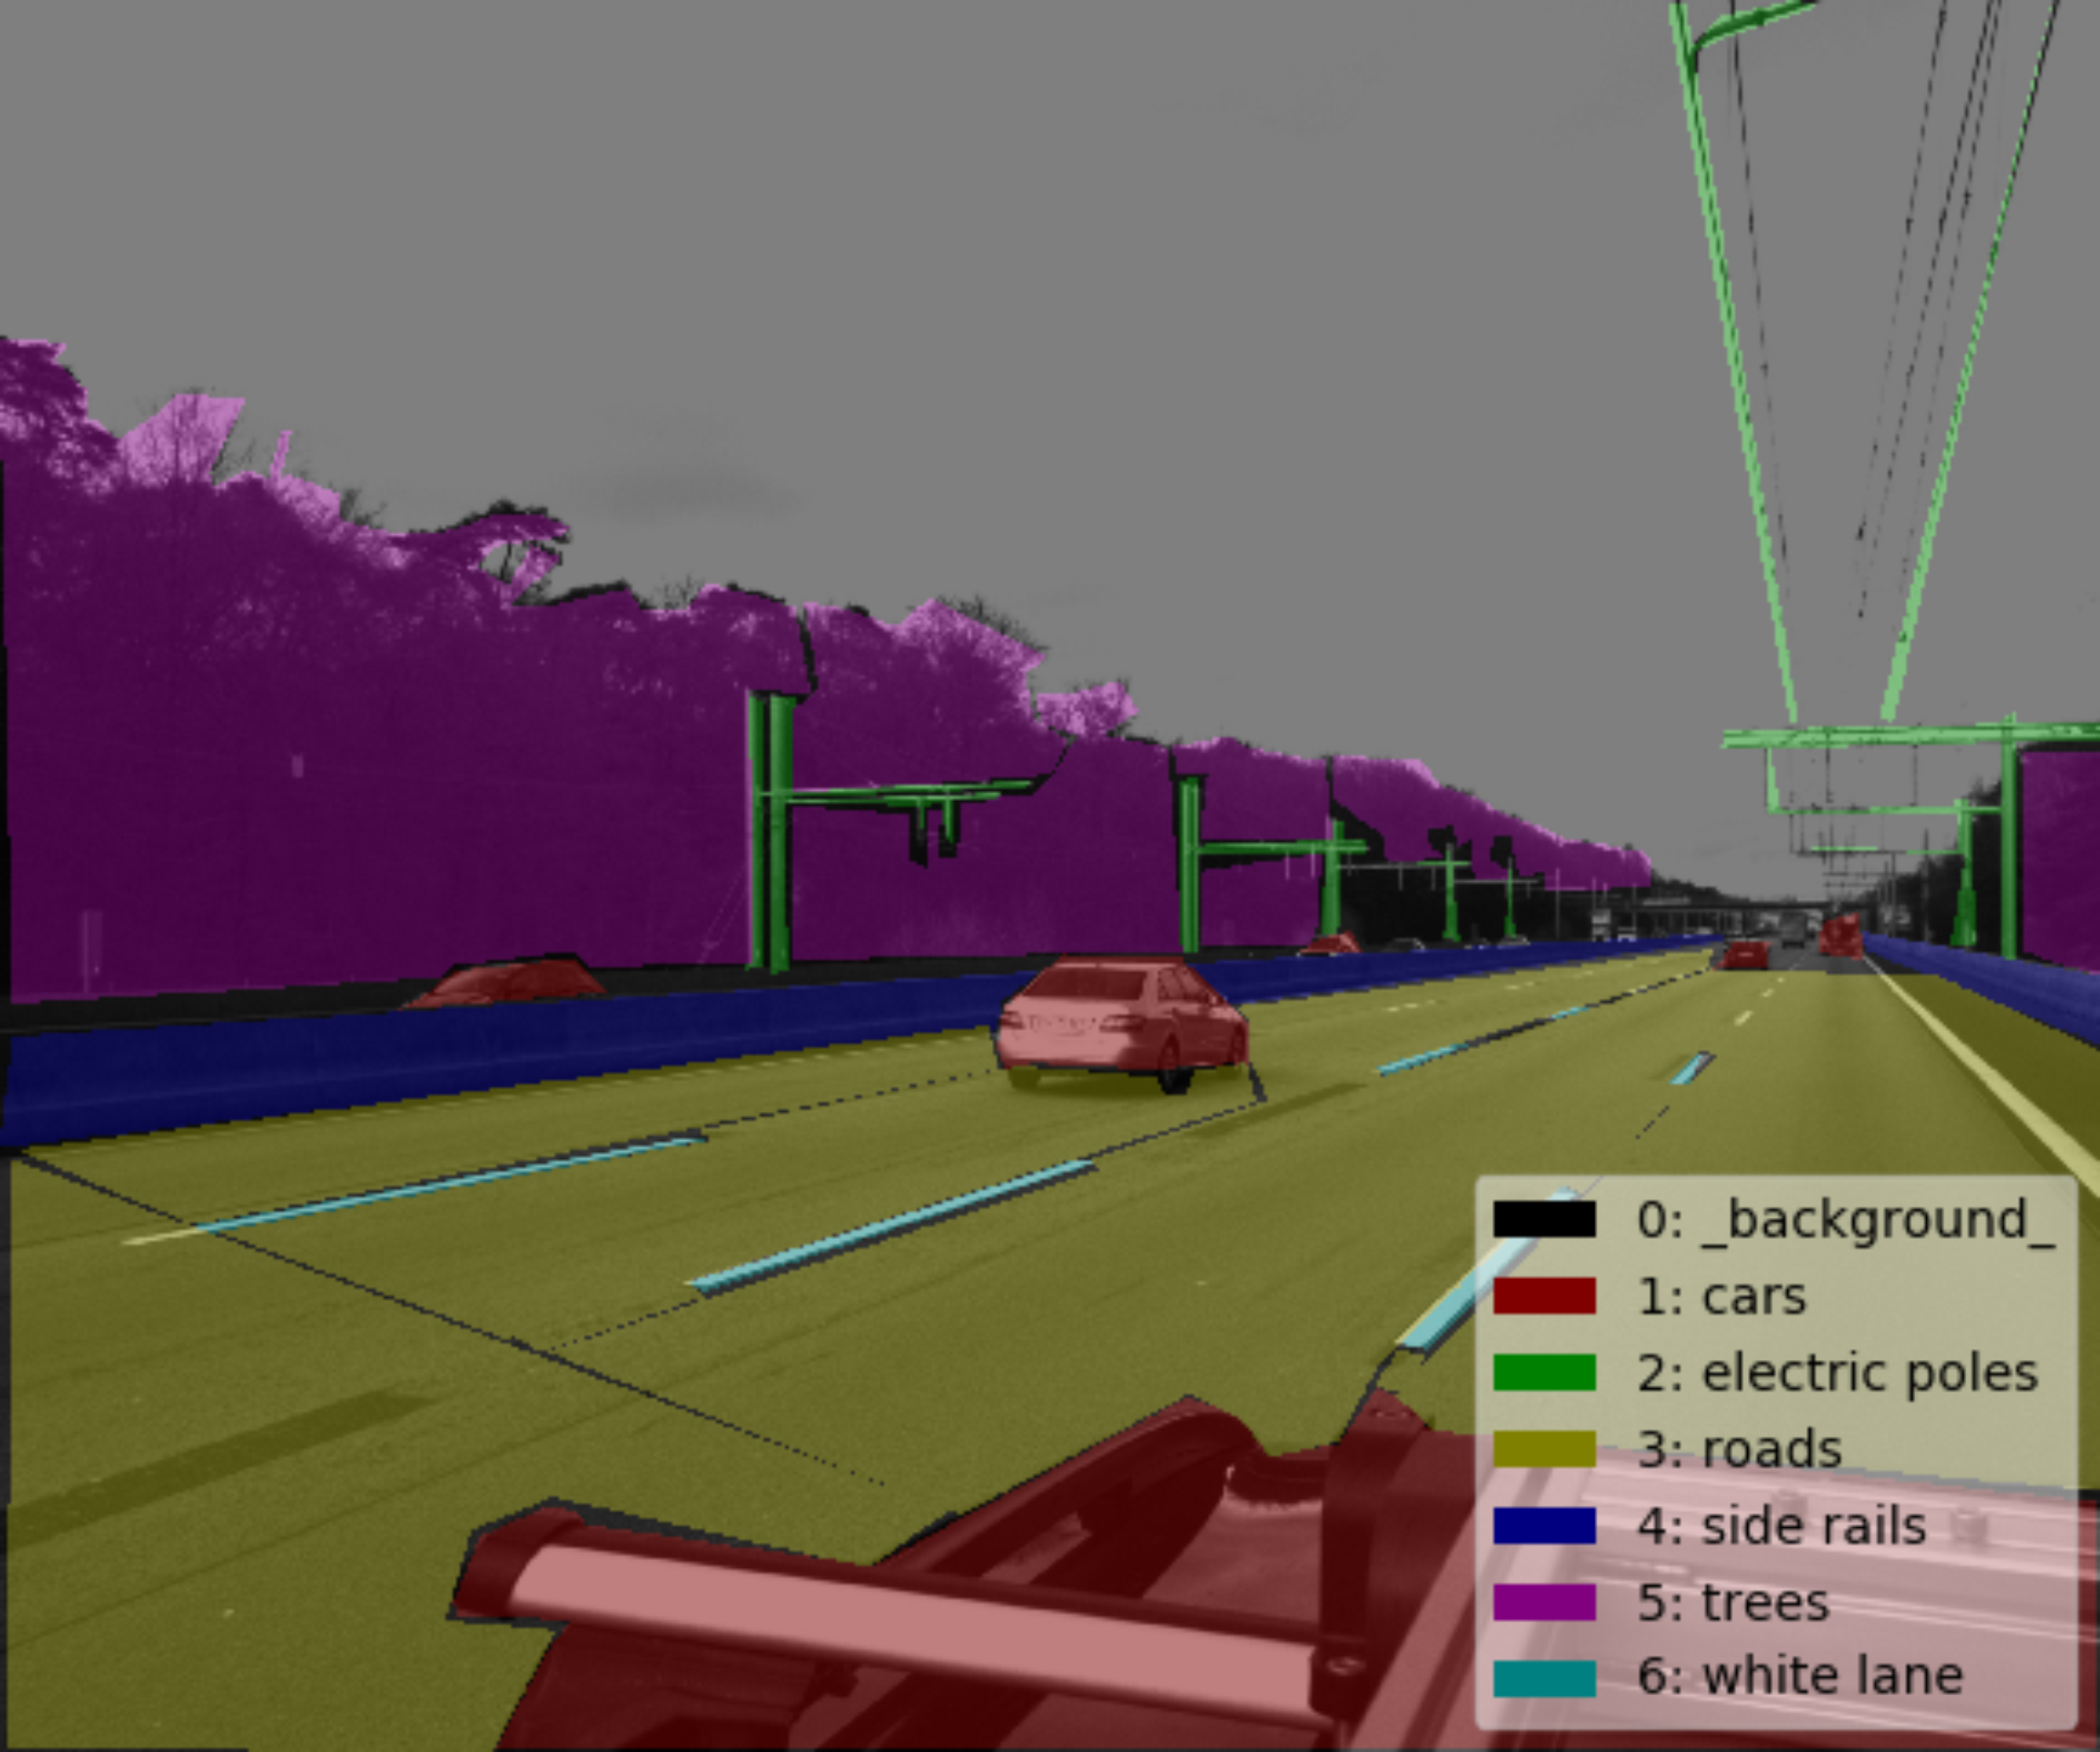 0: _background_
1: cars
2: electric poles
3: roads
4: side rails
5: trees
6: white lane